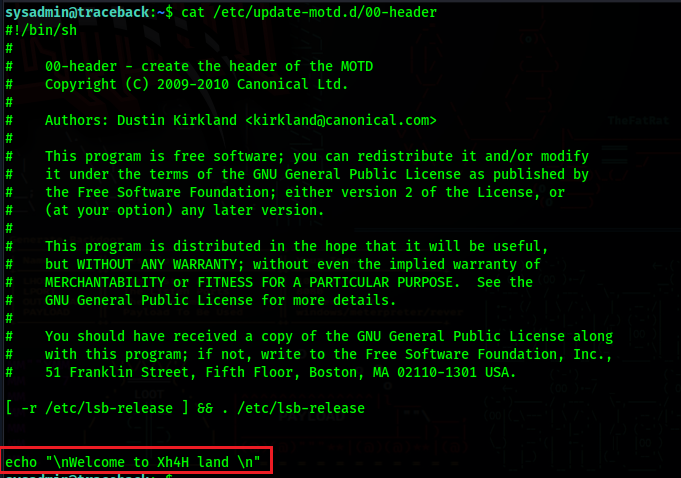 sysadmin@traceback:~$ cat /etc/update-motd.d/00-header
#!/bin/sh
#
#    00-header - create the header of the MOTD
#    Copyright (C) 2009-2010 Canonical Ltd.
#
#    Authors: Dustin Kirkland <kirkland@canonical.com>
#
#    This program is free software; you can redistribute it and/or modify
#    it under the terms of the GNU General Public License as published by
#    the Free Software Foundation; either version 2 of the License, or
#    (at your option) any later version.
#
#    This program is distributed in the hope that it will be useful,
#    but WITHOUT ANY WARRANTY; without even the implied warranty of
#    MERCHANTABILITY or FITNESS FOR A PARTICULAR PURPOSE.  See the
#    GNU General Public License for more details.
#
#    You should have received a copy of the GNU General Public License along
#    with this program; if not, write to the Free Software Foundation, Inc.,
#    51 Franklin Street, Fifth Floor, Boston, MA 02110-1301 USA.

[ -r /etc/lsb-release ] && . /etc/lsb-release


echo "\nWelcome to Xh4H land \n"
sysadmin@traceback:~$
TheFatRat